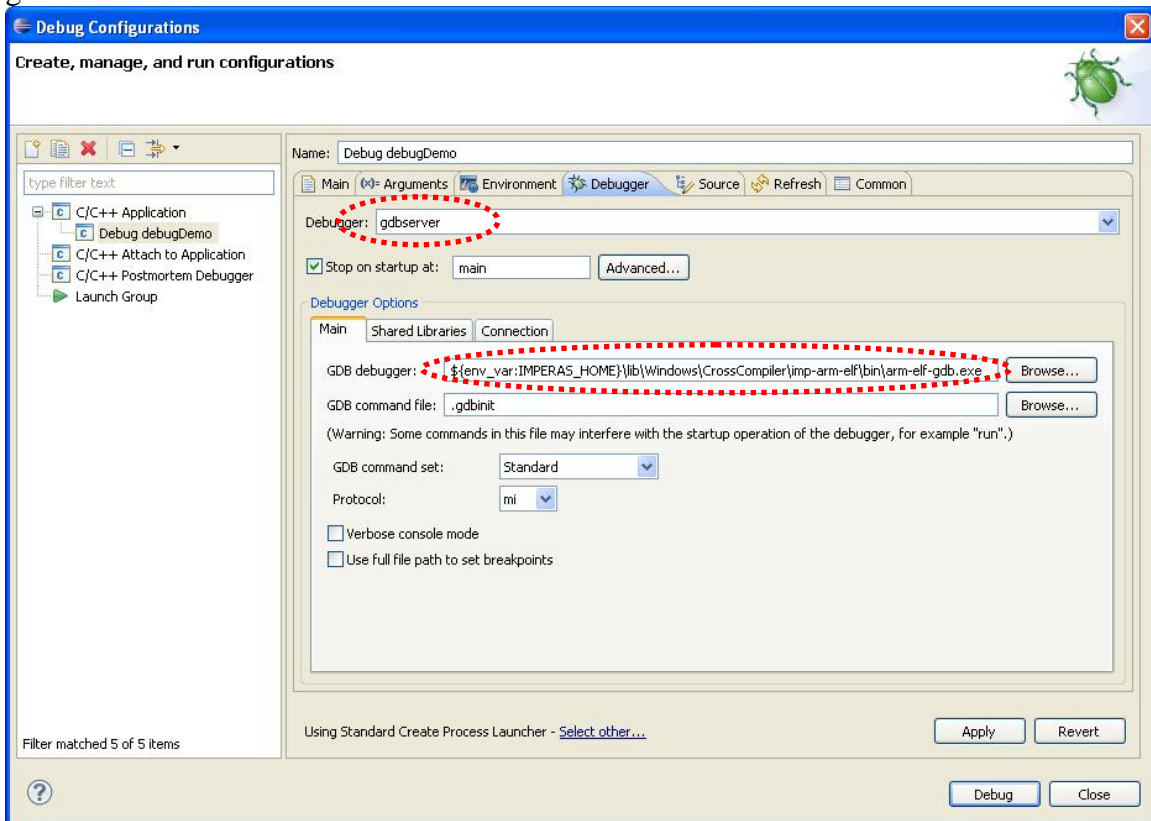 g
Debug Configurations
Create, manage, and run configurations
type filter text
C/C++ Application
Debug debugDemo
C/C++ Attach to Application
C/C++ Postmortem Debugger
Launch Group
Filter matched 5 of 5 items
Name: Debug debugDemo
Main (x)= Arguments Environment Debugger Source Refresh Common
Debugger: gdbserver
Stop on startup at: main Advanced...
Debugger Options
Main Shared Libraries Connection
GDB debugger: ${env_var:IMPERAS_HOME}\lib\Windows\CrossCompiler\imp-arm-elf\bin\arm-elf-gdb.exe Browse...
GDB command file: .gdbinit Browse...
(Warning: Some commands in this file may interfere with the startup operation of the debugger, for example "run".)
GDB command set: Standard
Protocol: mi
Verbose console mode
Use full file path to set breakpoints
Using Standard Create Process Launcher - Select other... Apply Revert
? Debug Close